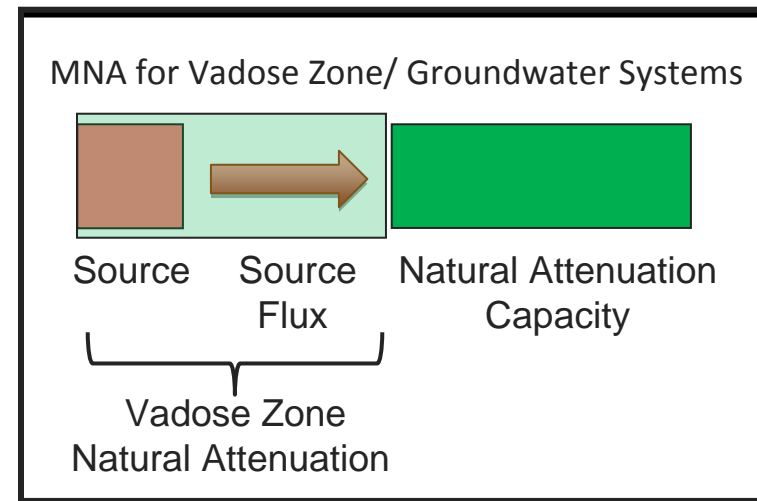 MNA for Vadose Zone/ Groundwater Systems
Source
Source
Flux
Natural Attenuation
Capacity
Vadose Zone
Natural Attenuation